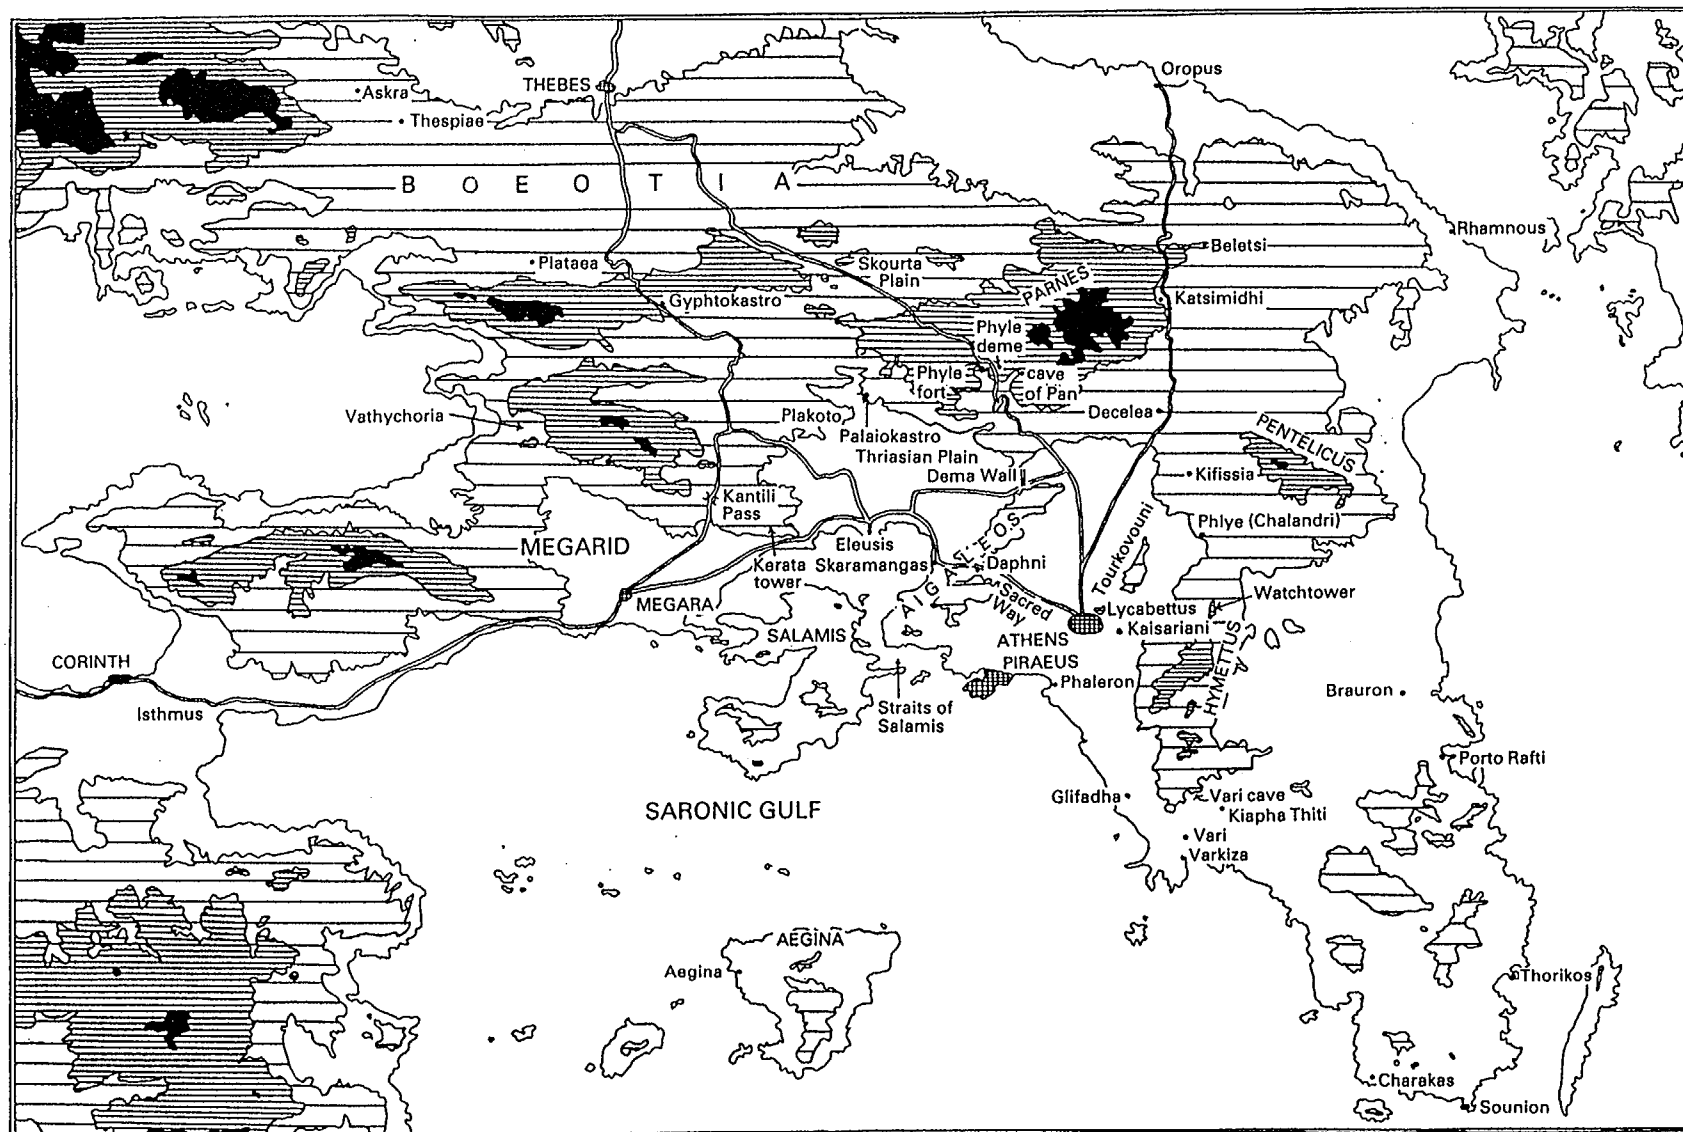 THEBES
Oropus
Askra
Thespiae
BOEOTIA
Rhamnous
Beletsi
Plataea
Skourta
Plain
PARNES
Gyphtokastro
Katsimidhi
Phyle
deme
Phyle
fort
cave
of Pan
Vathychoria
Plakoto
Decelea
Palaiokastro
Thriasian Plain
PENTELICUS
Dema Wall
Kifissia
Kantili
Pass
Phlye (Chalandri)
MEGARID
Eleusis
AIGALEOS
Tourkovouni
Kerata
tower
Skaramangas
Daphni
Sacred
Way
Watchtower
MEGARA
Lycabettus
SALAMIS
ATHENS
Kaisariani
CORINTH
PIRAEUS
HYMETTUS
Phaleron
Brauron
Isthmus
Straits of
Salamis
Porto Rafti
SARONIC GULF
Glifadha
Vari cave
Kiapha Thiti
Vari
Varkiza
AEGINA
Aegina
Thorikos
Charakas
Sounion